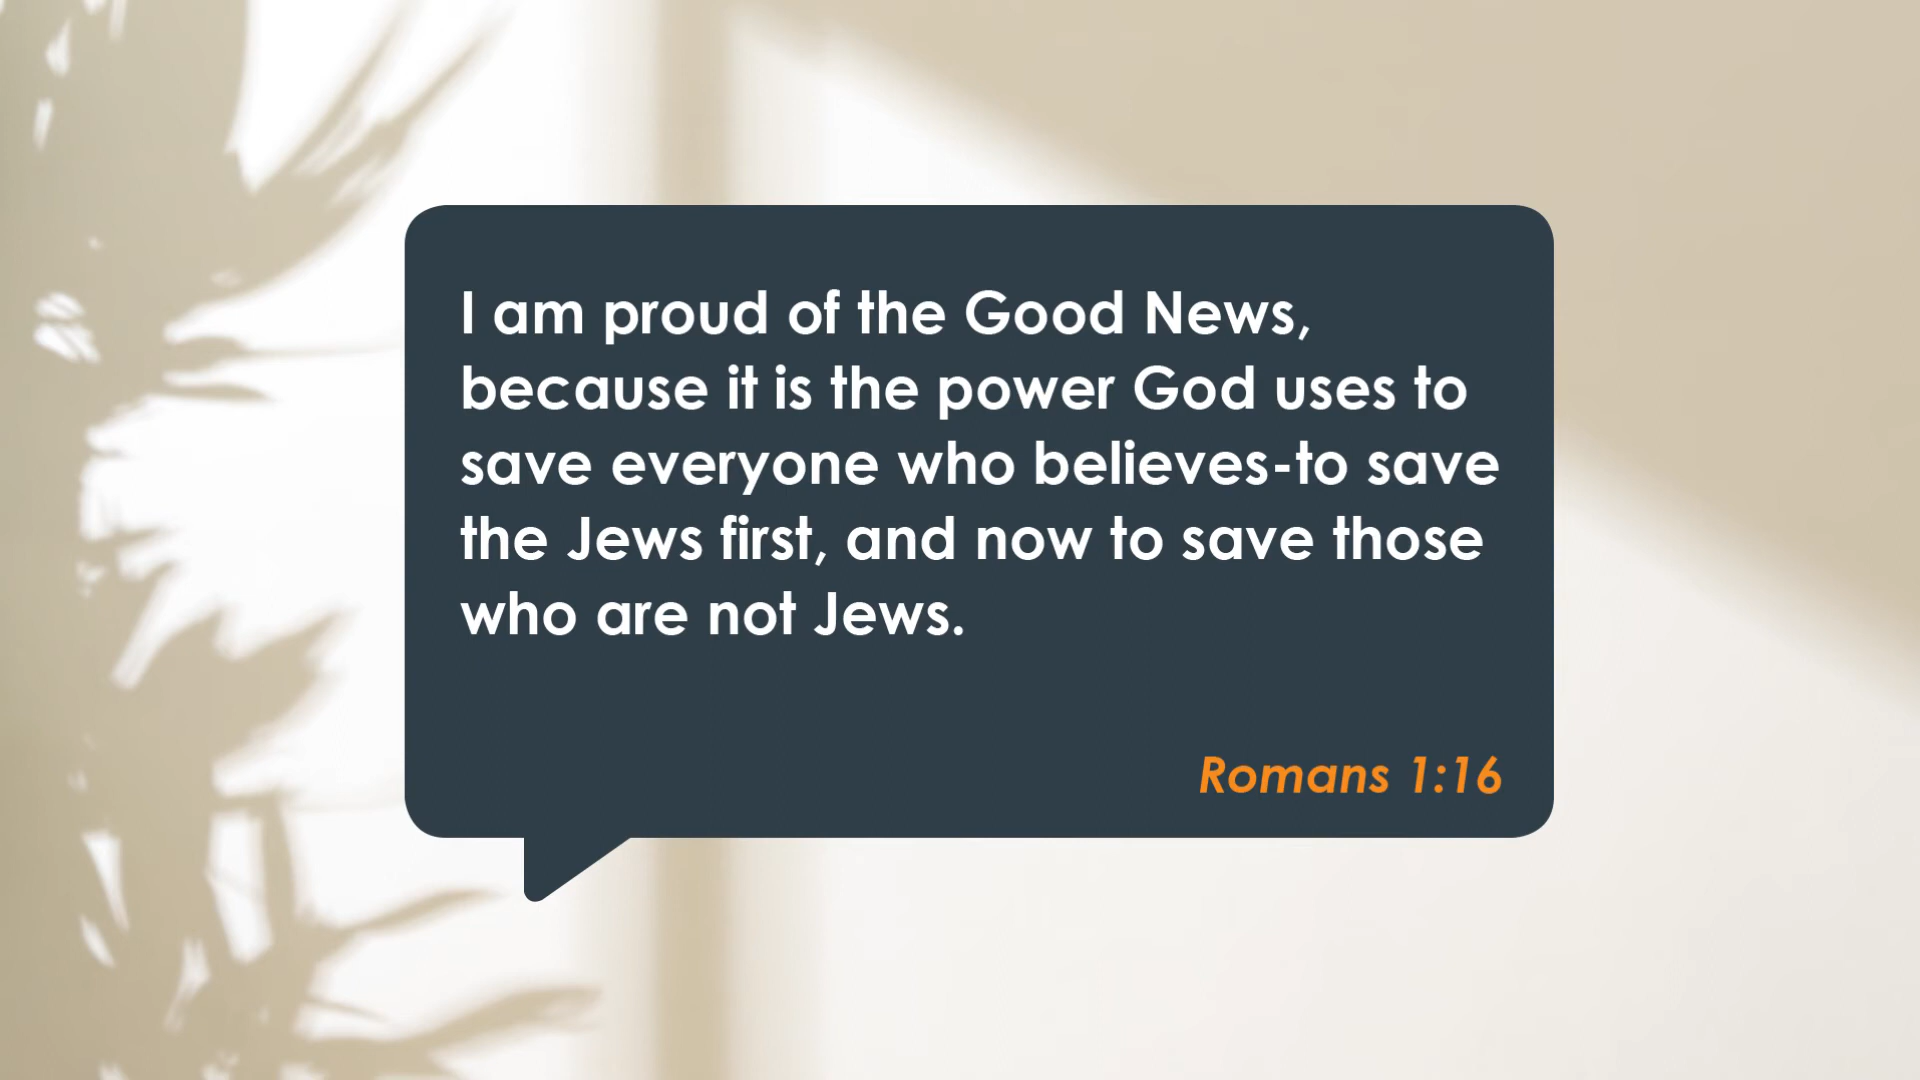 I am proud of the Good News,
because it is the power God uses to
save everyone who believes-to save
the Jews first, and now to save those
who are not Jews.
Romans 1:16